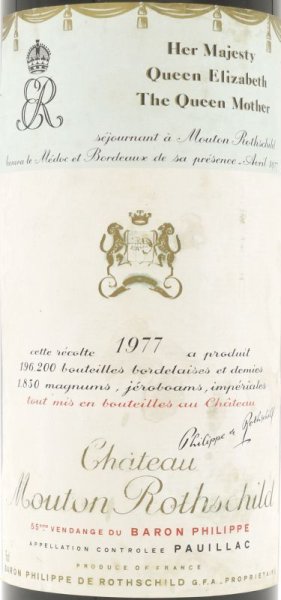 ER
Her Majesty
Queen Elizabeth
The Queen Mother
séjournant à Mouton Rothschild
honora le Médoc et Bordeaux de sa présence - Avril 1977
cette récolte 1977 a produit
196.200 bouteilles bordelaises et demies
1.850 magnums, jéroboams, impériales
tout mis en bouteilles au Château
Philippe de Rothschild
Château
Mouton Rothschild
55ème VENDANGE DU BARON PHILIPPE
APPELLATION CONTROLEE PAUILLAC
PRODUCE OF FRANCE
BARON PHILIPPE DE ROTHSCHILD G.F.A. PROPRIETAIRE